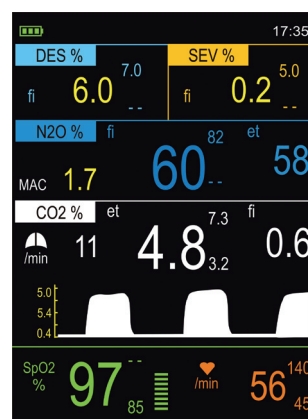 17:35
DES % SEV %
7.0 5.0
fi 6.0 fi 0.2
-- --
N2O % fi 82 et
60 58
MAC 1.7 --
CO2 % et 7.3 fi
/min 11 4.8 3.2 0.6
5.0
5.4
0.4
SpO2 -- 140
% 97 /min 56
85 45